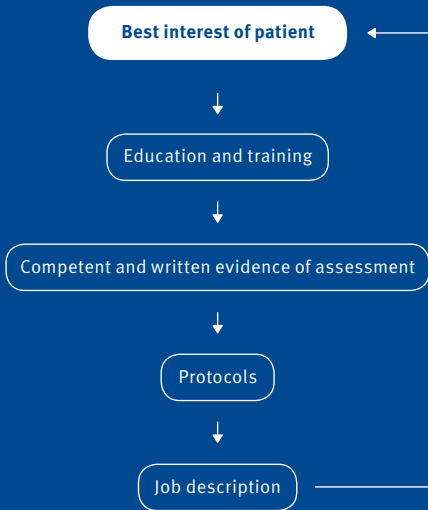 Best interest of patient
Education and training
Competent and written evidence of assessment
Protocols
Job description